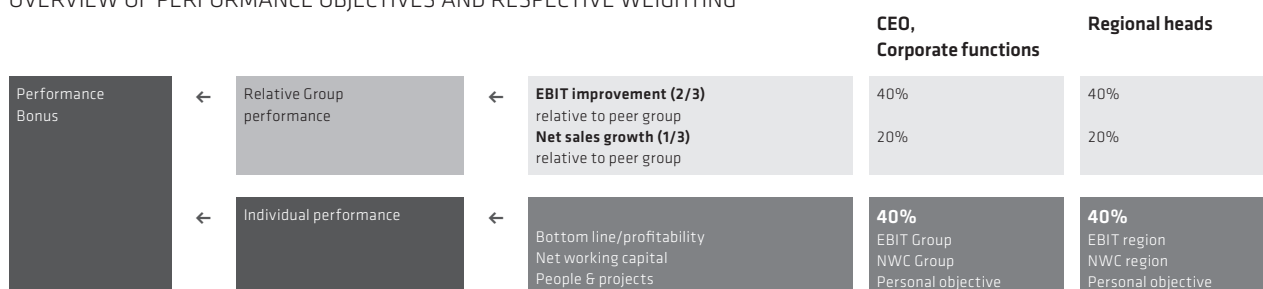 OVERVIEW OF PERFORMANCE OBJECTIVES AND RESPECTIVE WEIGHTING
CEO,
Corporate functions
Regional heads
Performance
Bonus
←
Relative Group
performance
←
EBIT improvement (2/3)
relative to peer group
Net sales growth (1/3)
relative to peer group
40%
20%
40%
20%
←
Individual performance
←
Bottom line/profitability
Net working capital
People & projects
40%
EBIT Group
NWC Group
Personal objective
40%
EBIT region
NWC region
Personal objective